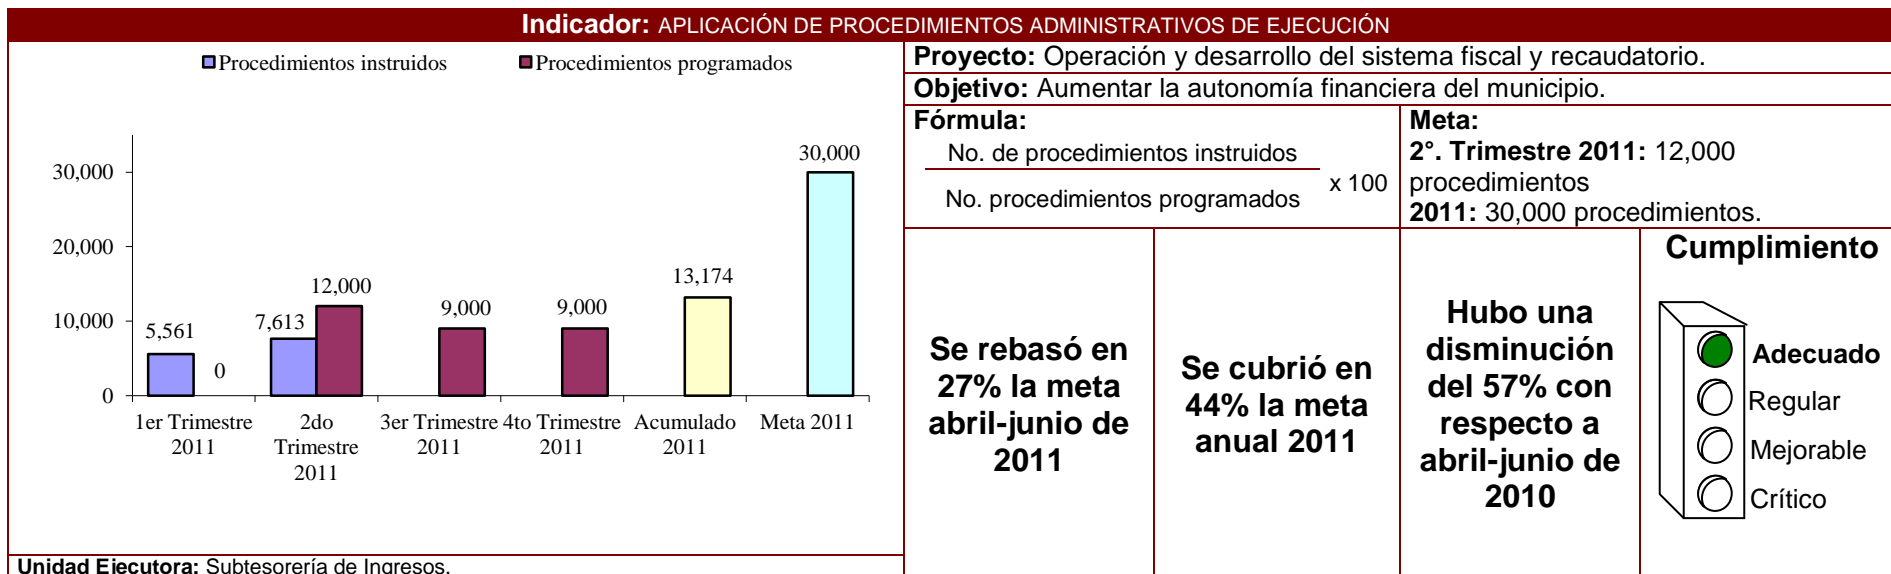 Indicador: APLICACIÓN DE PROCEDIMIENTOS ADMINISTRATIVOS DE EJECUCIÓN
Procedimientos instruidos
Procedimientos programados
30,000
20,000
10,000
0
5,561
0
7,613
12,000
9,000
9,000
13,174
30,000
1er Trimestre
2011
2do
Trimestre
2011
3er Trimestre
2011
4to Trimestre
2011
Acumulado
2011
Meta 2011
Proyecto: Operación y desarrollo del sistema fiscal y recaudatorio.
Objetivo: Aumentar la autonomía financiera del municipio.
Fórmula:
No. de procedimientos instruidos
No. procedimientos programados
x 100
Meta:
2°. Trimestre 2011: 12,000
procedimientos
2011: 30,000 procedimientos.
Se rebasó en
27% la meta
abril-junio de
2011
Se cubrió en
44% la meta
anual 2011
Hubo una
disminución
del 57% con
respecto a
abril-junio de
2010
Cumplimiento
Adecuado
Regular
Mejorable
Crítico
Unidad Ejecutora: Subtesorería de Ingresos.